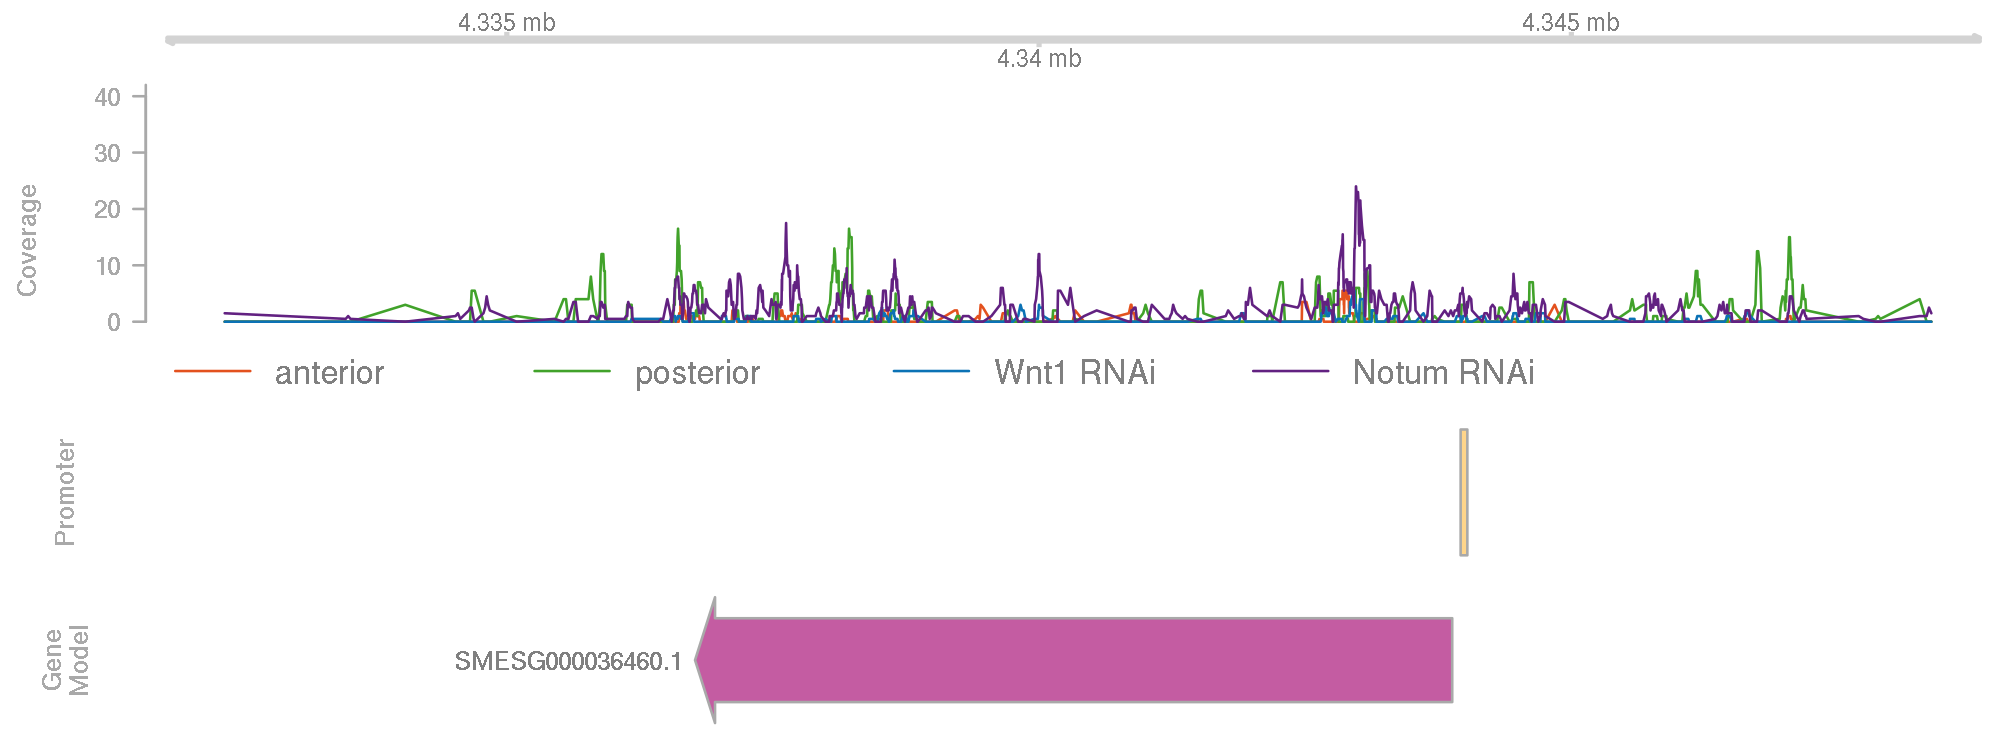 4.335 mb
4.345 mb
4.34 mb
Coverage
40
30
20
10
0
anterior
posterior
Wnt1 RNAi
Notum RNAi
Promoter
Gene
Model
SMESG000036460.1